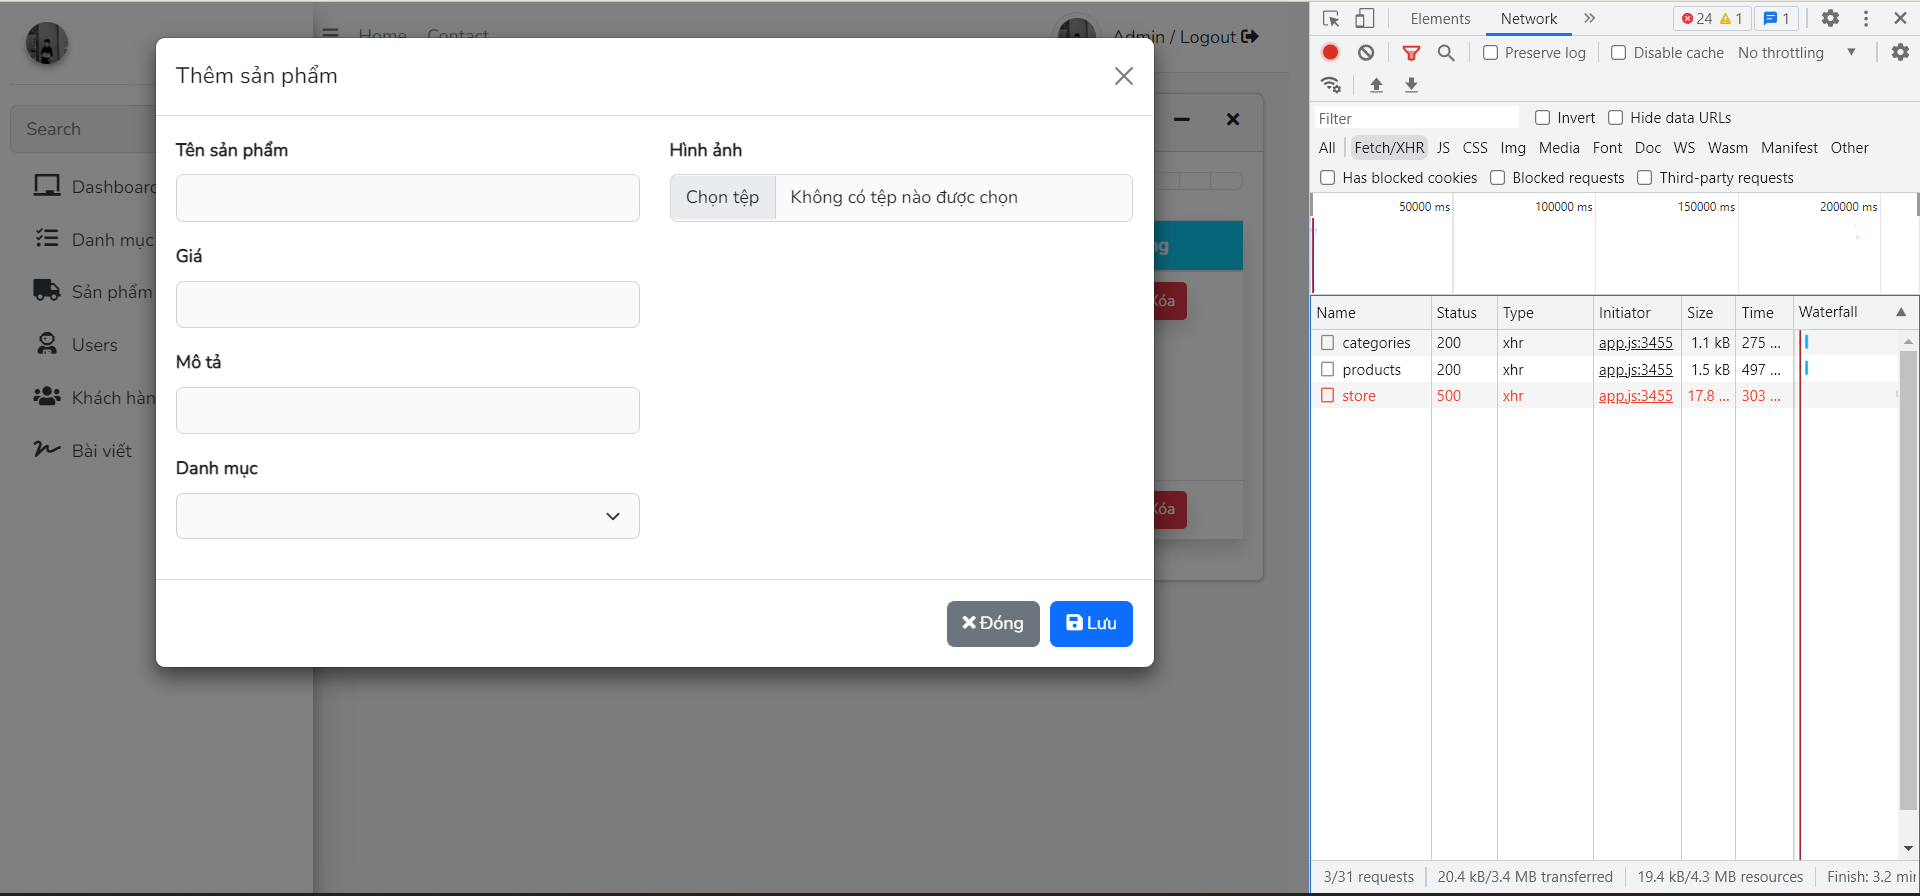 Home Contact
Admin / Logout
Search
Dashboard
Danh mục
Sản phẩm
Users
Khách hàn
Bài viết
Thêm sản phẩm
Tên sản phẩm
Hình ảnh
Chọn tệp Không có tệp nào được chọn
Giá
Mô tả
Danh mục
Đóng Lưu
ng
Xóa
Xóa
Elements Network 24 1 1
Preserve log Disable cache No throttling
Filter Invert Hide data URLs
All Fetch/XHR JS CSS Img Media Font Doc WS Wasm Manifest Other
Has blocked cookies Blocked requests Third-party requests
50000 ms 100000 ms 150000 ms 200000 ms
Name Status Type Initiator Size Time Waterfall
categories 200 xhr app.js:3455 1.1 kB 275 ...
products 200 xhr app.js:3455 1.5 kB 497 ...
store 500 xhr app.js:3455 17.8 ... 303 ...
3/31 requests 20.4 kB/3.4 MB transferred 19.4 kB/4.3 MB resources Finish: 3.2 min